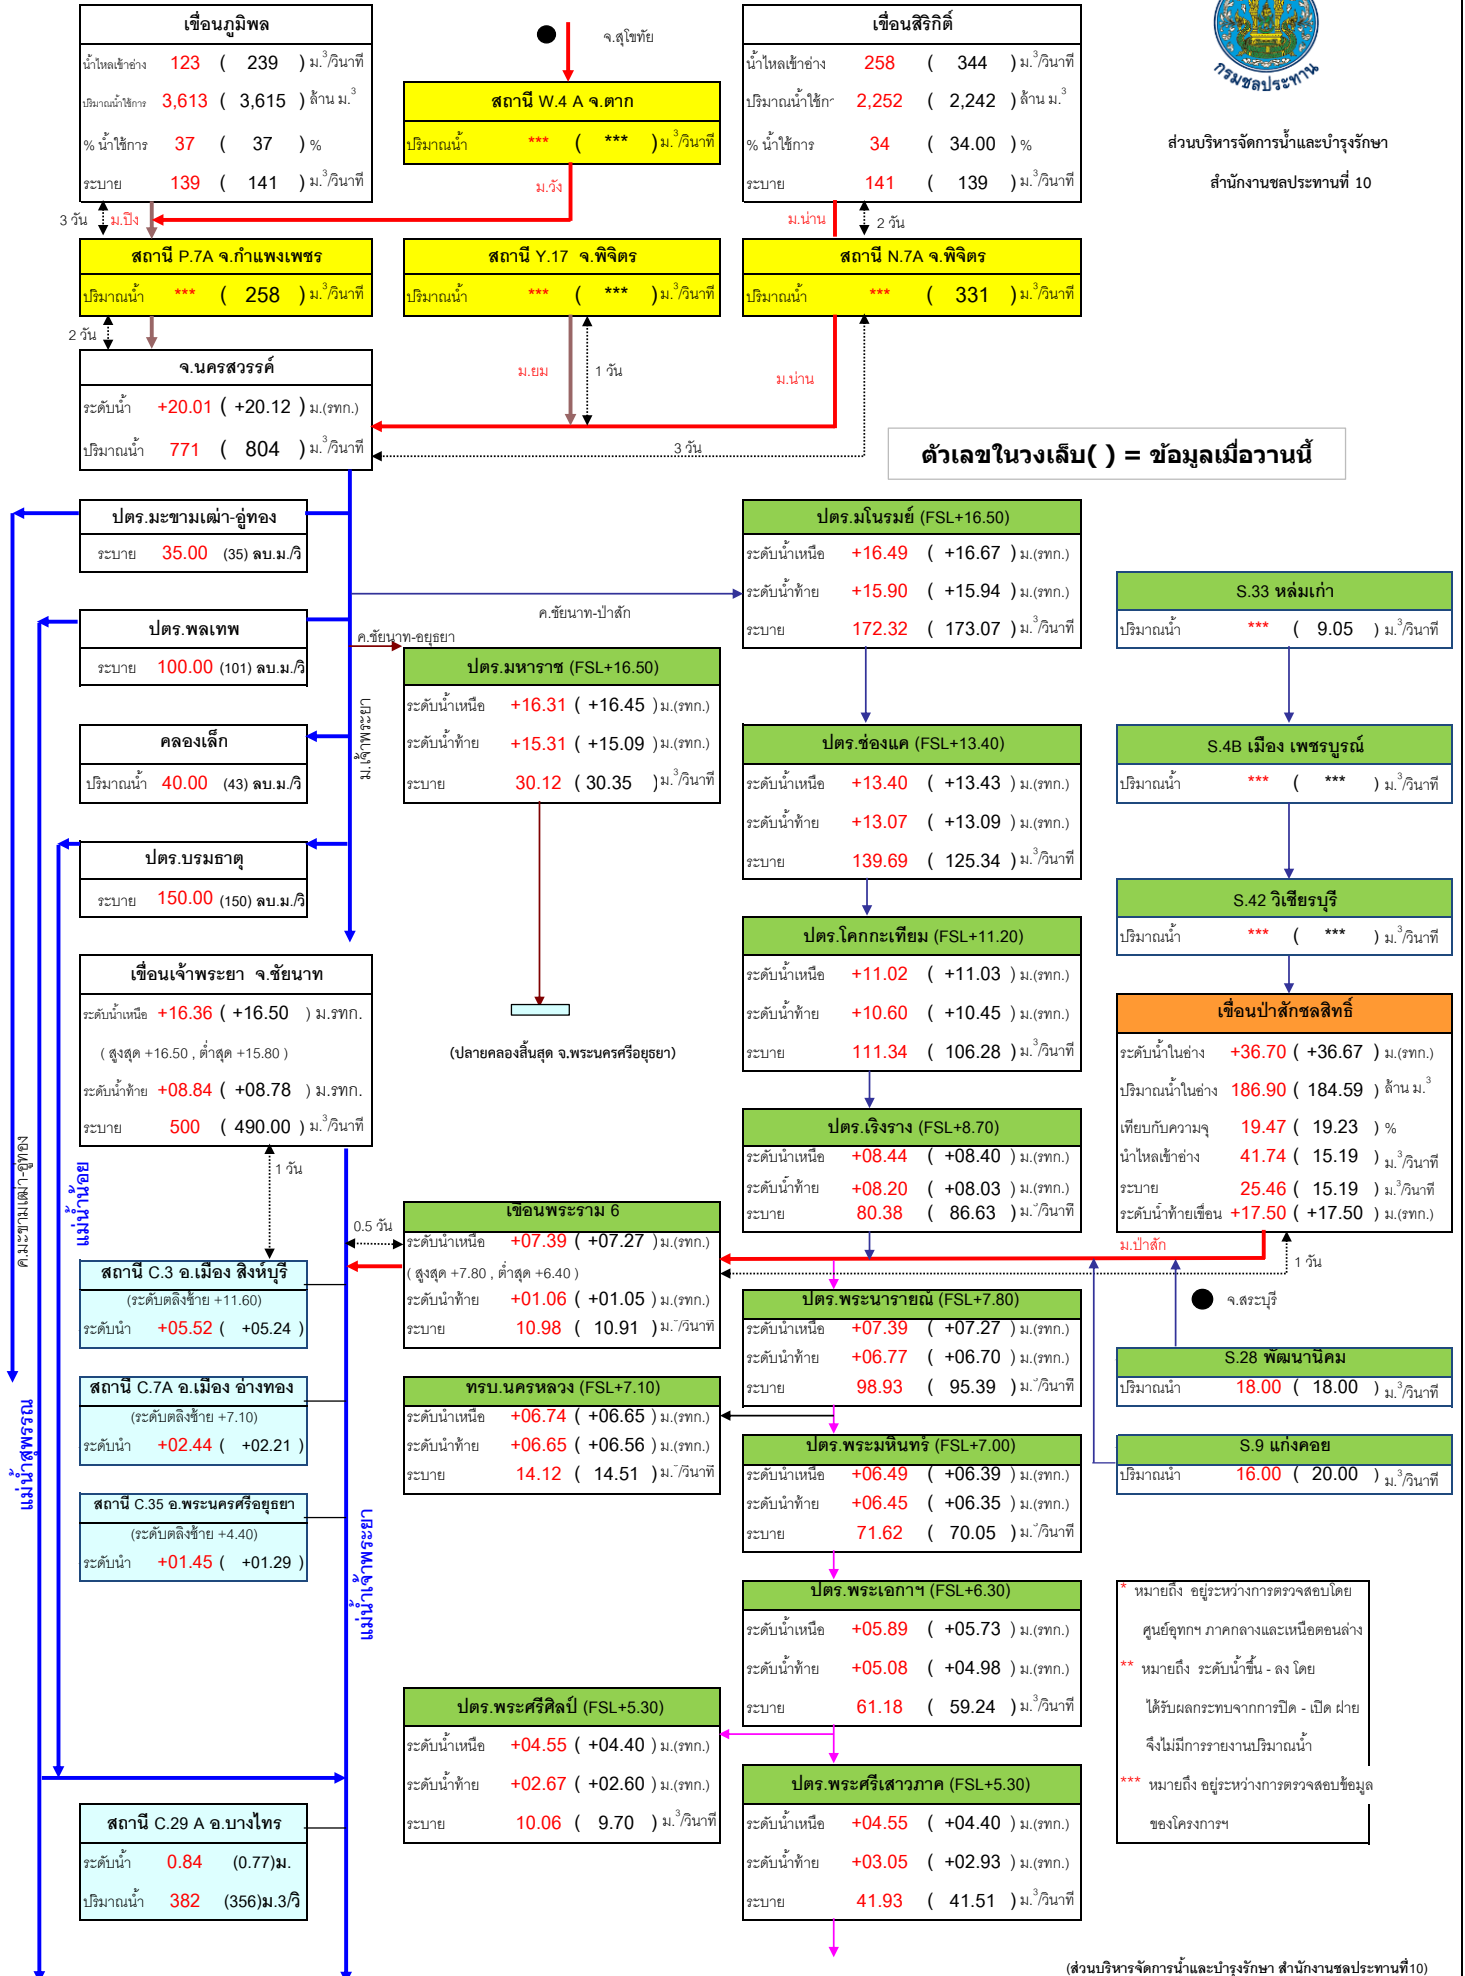 เขื่อนภูมิพล
น้ำไหลเข้าอ่าง 123 ( 239 ) ม.³/วินาที
ปริมาณน้ำใช้การ 3,613 ( 3,615 ) ล้าน ม.³
% น้ำใช้การ 37 ( 37 ) %
ระบาย 139 ( 141 ) ม.³/วินาที
จ.สุโขทัย
สถานี W.4 A จ.ตาก
ปริมาณน้ำ *** ( *** ) ม.³/วินาที
เขื่อนสิริกิติ์
น้ำไหลเข้าอ่าง 258 ( 344 ) ม.³/วินาที
ปริมาณน้ำใช้กา 2,252 ( 2,242 ) ล้าน ม.³
% น้ำใช้การ 34 ( 34.00 ) %
ระบาย 141 ( 139 ) ม.³/วินาที
กรมชลประทาน
ส่วนบริหารจัดการน้ำและบำรุงรักษา
สำนักงานชลประทานที่ 10
3 วัน
ม.ปิง
ม.วัง
ม.น่าน
2 วัน
สถานี P.7A จ.กำแพงเพชร
ปริมาณน้ำ *** ( 258 ) ม.³/วินาที
สถานี Y.17 จ.พิจิตร
ปริมาณน้ำ *** ( *** ) ม.³/วินาที
สถานี N.7A จ.พิจิตร
ปริมาณน้ำ *** ( 331 ) ม.³/วินาที
2 วัน
ม.ยม
1 วัน
ม.น่าน
จ.นครสวรรค์
ระดับน้ำ +20.01 ( +20.12 ) ม.(รทก.)
ปริมาณน้ำ 771 ( 804 ) ม.³/วินาที
3 วัน
ตัวเลขในวงเล็บ( ) = ข้อมูลเมื่อวานนี้
ปตร.มะขามเฒ่า-อู่ทอง
ระบาย 35.00 (35) ลบ.ม./วิ
ปตร.พลเทพ
ระบาย 100.00 (101) ลบ.ม./วิ
คลองเล็ก
ปริมาณน้ำ 40.00 (43) ลบ.ม./วิ
ปตร.บรมธาตุ
ระบาย 150.00 (150) ลบ.ม./วิ
ค.ชัยนาท-ป่าสัก
ค.ชัยนาท-อยุธยา
ม.เจ้าพระยา
ปตร.มหาราช (FSL+16.50)
ระดับน้ำเหนือ +16.31 ( +16.45 ) ม.(รทก.)
ระดับน้ำท้าย +15.31 ( +15.09 ) ม.(รทก.)
ระบาย 30.12 ( 30.35 ) ม.³/วินาที
(ปลายคลองสิ้นสุด จ.พระนครศรีอยุธยา)
ปตร.มโนรมย์ (FSL+16.50)
ระดับน้ำเหนือ +16.49 ( +16.67 ) ม.(รทก.)
ระดับน้ำท้าย +15.90 ( +15.94 ) ม.(รทก.)
ระบาย 172.32 ( 173.07 ) ม.³/วินาที
ปตร.ช่องแค (FSL+13.40)
ระดับน้ำเหนือ +13.40 ( +13.43 ) ม.(รทก.)
ระดับน้ำท้าย +13.07 ( +13.09 ) ม.(รทก.)
ระบาย 139.69 ( 125.34 ) ม.³/วินาที
ปตร.โคกกะเทียม (FSL+11.20)
ระดับน้ำเหนือ +11.02 ( +11.03 ) ม.(รทก.)
ระดับน้ำท้าย +10.60 ( +10.45 ) ม.(รทก.)
ระบาย 111.34 ( 106.28 ) ม.³/วินาที
ปตร.เริงราง (FSL+8.70)
ระดับน้ำเหนือ +08.44 ( +08.40 ) ม.(รทก.)
ระดับน้ำท้าย +08.20 ( +08.03 ) ม.(รทก.)
ระบาย 80.38 ( 86.63 ) ม.³/วินาที
S.33 หล่มเก่า
ปริมาณน้ำ *** ( 9.05 ) ม.³/วินาที
S.4B เมือง เพชรบูรณ์
ปริมาณน้ำ *** ( *** ) ม.³/วินาที
S.42 วิเชียรบุรี
ปริมาณน้ำ *** ( *** ) ม.³/วินาที
เขื่อนป่าสักชลสิทธิ์
ระดับน้ำในอ่าง +36.70 ( +36.67 ) ม.(รทก.)
ปริมาณน้ำในอ่าง 186.90 ( 184.59 ) ล้าน ม.³
เทียบกับความจุ 19.47 ( 19.23 ) %
น้ำไหลเข้าอ่าง 41.74 ( 15.19 ) ม.³/วินาที
ระบาย 25.46 ( 15.19 ) ม.³/วินาที
ระดับน้ำท้ายเขื่อน +17.50 ( +17.50 ) ม.(รทก.)
ม.ป่าสัก
1 วัน
จ.สระบุรี
เขื่อนเจ้าพระยา จ.ชัยนาท
ระดับน้ำเหนือ +16.36 ( +16.50 ) ม.รทก.
( สูงสุด +16.50 , ต่ำสุด +15.80 )
ระดับน้ำท้าย +08.84 ( +08.78 ) ม.รทก.
ระบาย 500 ( 490.00 ) ม.³/วินาที
1 วัน
0.5 วัน
ค.มะขามเฒ่า-อู่ทอง
แม่น้ำน้อย
แม่น้ำสุพรรณ
แม่น้ำเจ้าพระยา
เขื่อนพระราม 6
ระดับน้ำเหนือ +07.39 ( +07.27 ) ม.(รทก.)
( สูงสุด +7.80 , ต่ำสุด +6.40 )
ระดับน้ำท้าย +01.06 ( +01.05 ) ม.(รทก.)
ระบาย 10.98 ( 10.91 ) ม.³/วินาที
สถานี C.3 อ.เมือง สิงห์บุรี
(ระดับตลิ่งซ้าย +11.60)
ระดับน้ำ +05.52 ( +05.24 )
สถานี C.7A อ.เมือง อ่างทอง
(ระดับตลิ่งซ้าย +7.10)
ระดับน้ำ +02.44 ( +02.21 )
สถานี C.35 อ.พระนครศรีอยุธยา
(ระดับตลิ่งซ้าย +4.40)
ระดับน้ำ +01.45 ( +01.29 )
ทรบ.นครหลวง (FSL+7.10)
ระดับน้ำเหนือ +06.74 ( +06.65 ) ม.(รทก.)
ระดับน้ำท้าย +06.65 ( +06.56 ) ม.(รทก.)
ระบาย 14.12 ( 14.51 ) ม.³/วินาที
ปตร.พระนารายณ์ (FSL+7.80)
ระดับน้ำเหนือ +07.39 ( +07.27 ) ม.(รทก.)
ระดับน้ำท้าย +06.77 ( +06.70 ) ม.(รทก.)
ระบาย 98.93 ( 95.39 ) ม.³/วินาที
ปตร.พระมหินทร์ (FSL+7.00)
ระดับน้ำเหนือ +06.49 ( +06.39 ) ม.(รทก.)
ระดับน้ำท้าย +06.45 ( +06.35 ) ม.(รทก.)
ระบาย 71.62 ( 70.05 ) ม.³/วินาที
S.28 พัฒนานิคม
ปริมาณน้ำ 18.00 ( 18.00 ) ม.³/วินาที
S.9 แก่งคอย
ปริมาณน้ำ 16.00 ( 20.00 ) ม.³/วินาที
ปตร.พระเอกาฯ (FSL+6.30)
ระดับน้ำเหนือ +05.89 ( +05.73 ) ม.(รทก.)
ระดับน้ำท้าย +05.08 ( +04.98 ) ม.(รทก.)
ระบาย 61.18 ( 59.24 ) ม.³/วินาที
ปตร.พระศรีศิลป์ (FSL+5.30)
ระดับน้ำเหนือ +04.55 ( +04.40 ) ม.(รทก.)
ระดับน้ำท้าย +02.67 ( +02.60 ) ม.(รทก.)
ระบาย 10.06 ( 9.70 ) ม.³/วินาที
ปตร.พระศรีเสาวภาค (FSL+5.30)
ระดับน้ำเหนือ +04.55 ( +04.40 ) ม.(รทก.)
ระดับน้ำท้าย +03.05 ( +02.93 ) ม.(รทก.)
ระบาย 41.93 ( 41.51 ) ม.³/วินาที
* หมายถึง อยู่ระหว่างการตรวจสอบโดย
ศูนย์อุทกฯ ภาคกลางและเหนือตอนล่าง
** หมายถึง ระดับน้ำขึ้น - ลง โดย
ได้รับผลกระทบจากการปิด - เปิด ฝาย
จึงไม่มีการรายงานปริมาณน้ำ
*** หมายถึง อยู่ระหว่างการตรวจสอบข้อมูล
ของโครงการฯ
สถานี C.29 A อ.บางไทร
ระดับน้ำ 0.84 (0.77)ม.
ปริมาณน้ำ 382 (356)ม.3/วิ
(ส่วนบริหารจัดการน้ำและบำรุงรักษา สำนักงานชลประทานที่10)